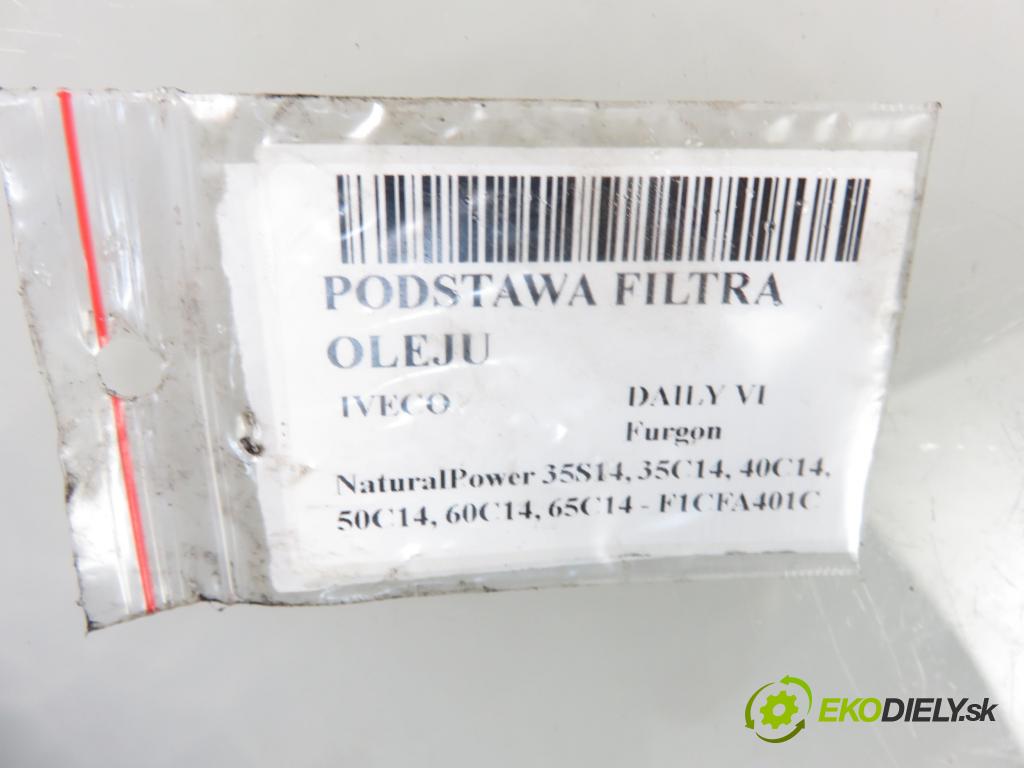 PODSTAWA FILTRA
OLEJU
IVECO DAILY VI
Furgon
NaturalPower 35S14, 35C14, 40C14,
50C14, 60C14, 65C14 - F1CFA401C
EKODIELY.sk